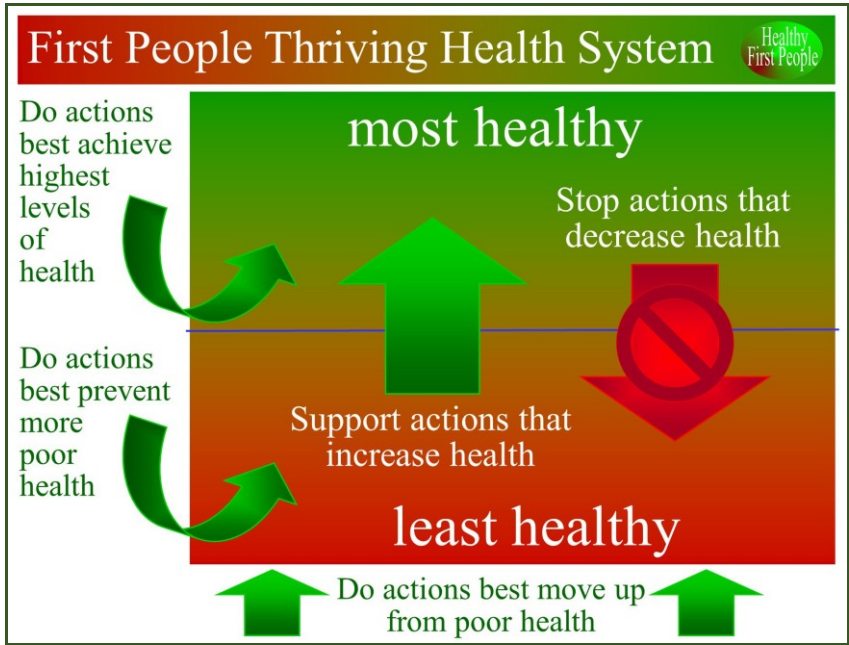 First People Thriving Health System
Healthy
First People
Do actions
best achieve
highest
levels
of
health
most healthy
Stop actions that
decrease health
Do actions
best prevent
more
poor
health
Support actions that
increase health
least healthy
Do actions best move up
from poor health